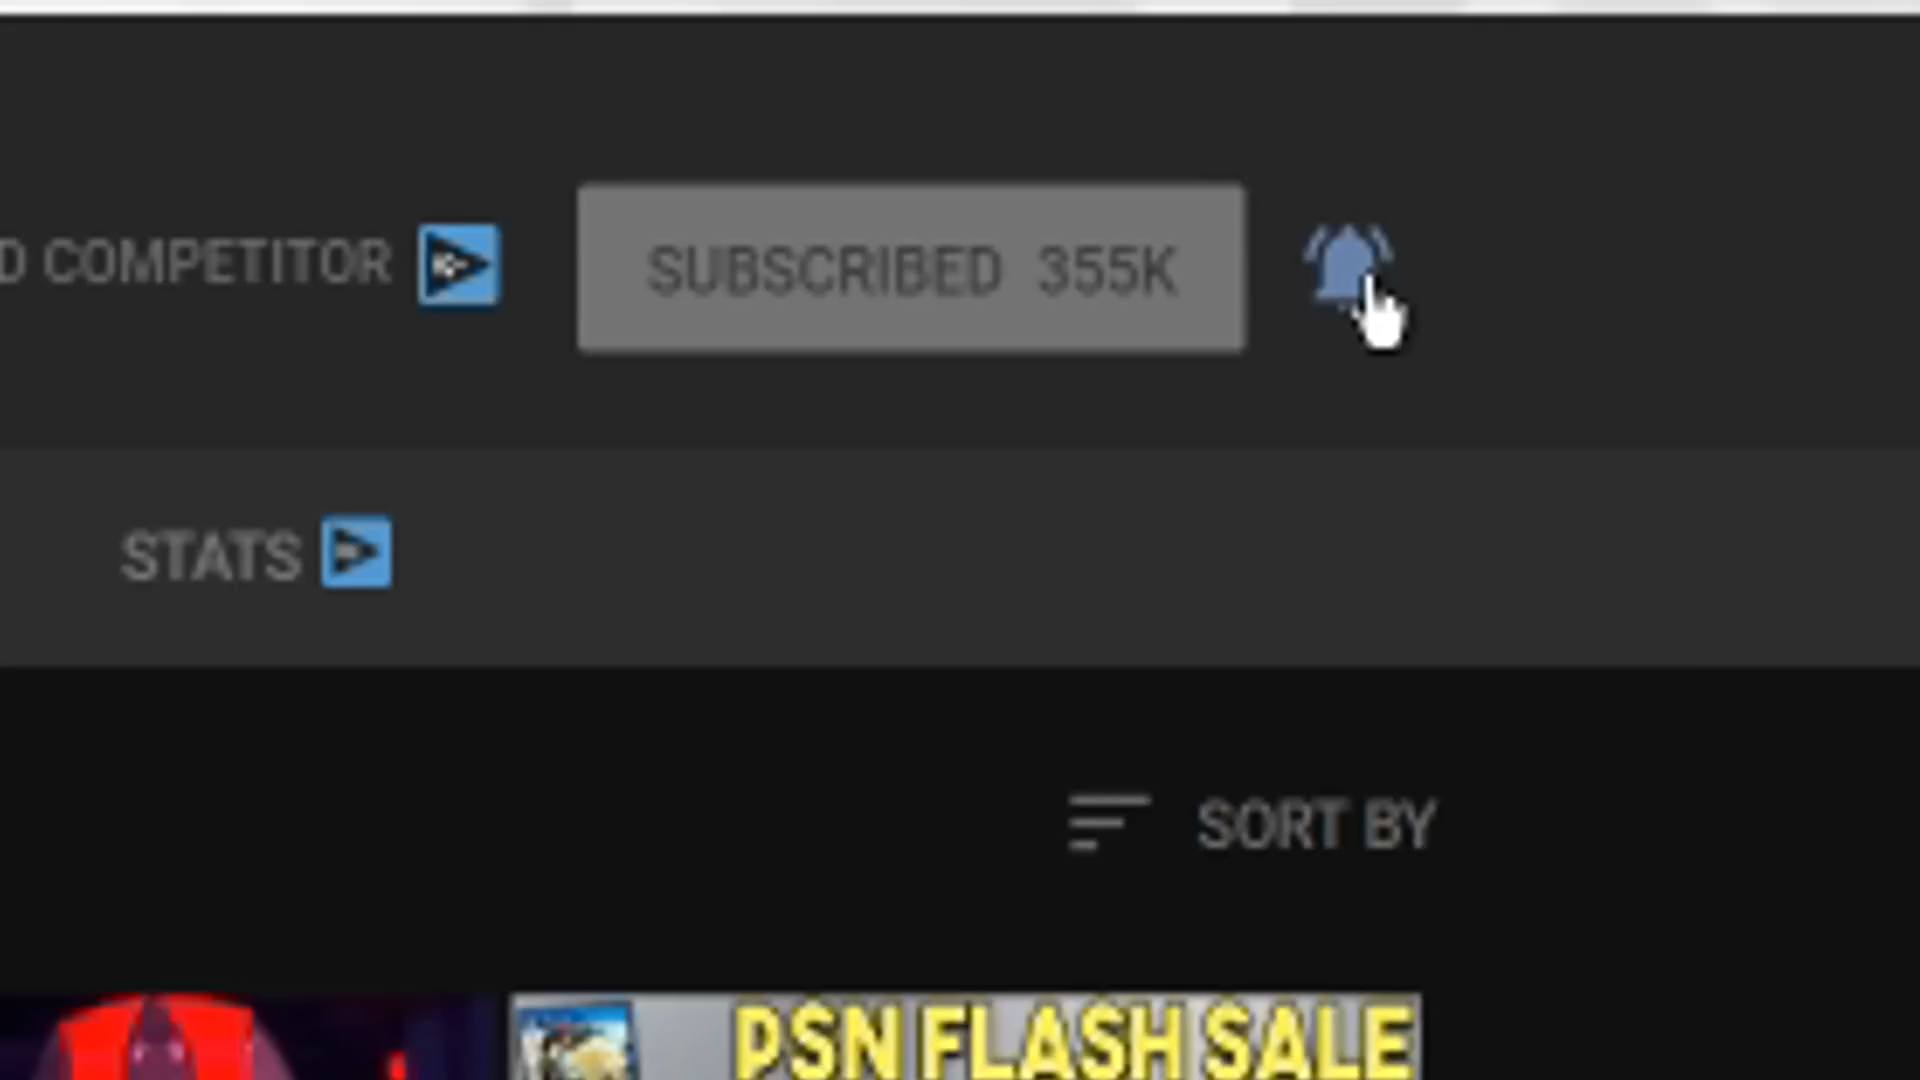 D COMPETITOR
SUBSCRIBED 355K
STATS
SORT BY
PSN FLASH SALE